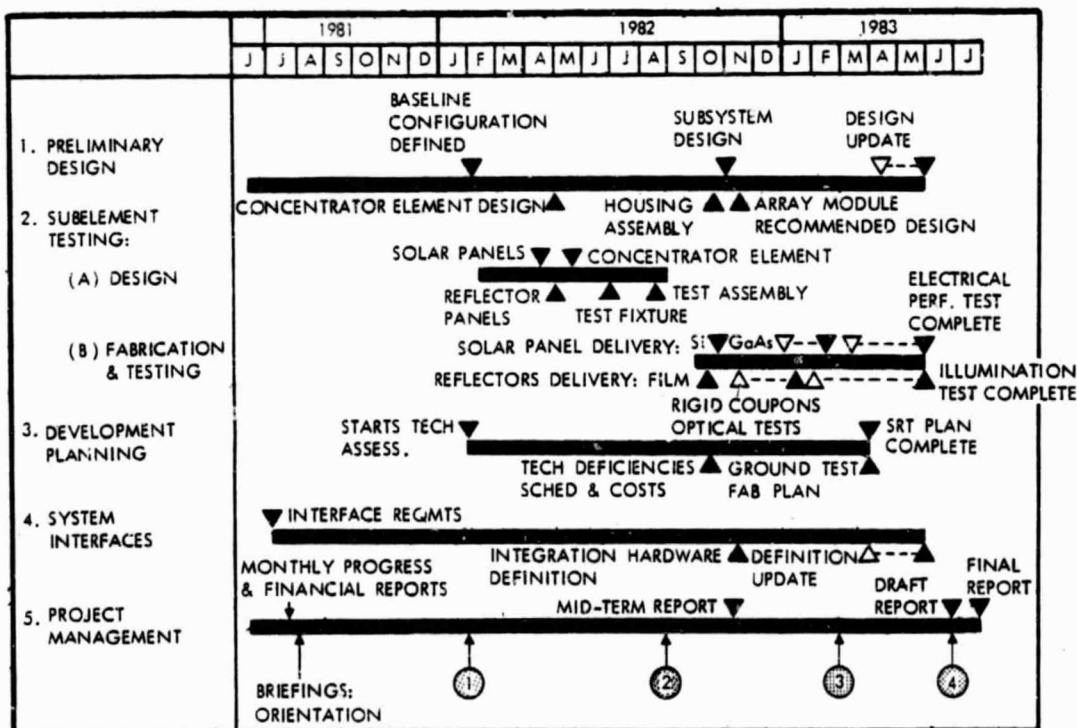 1981 1982 1983
J J A S O N D J F M A M J J A S O N D J F M A M J J
BASELINE
CONFIGURATION
DEFINED
SUBSYSTEM
DESIGN
DESIGN
UPDATE
1. PRELIMINARY
DESIGN
CONCENTRATOR ELEMENT DESIGN
HOUSING
ASSEMBLY
ARRAY MODULE
RECOMMENDED DESIGN
2. SUBELEMENT
TESTING:
(A) DESIGN
SOLAR PANELS
CONCENTRATOR ELEMENT
REFLECTOR
PANELS
TEST FIXTURE
TEST ASSEMBLY
ELECTRICAL
PERF. TEST
COMPLETE
(B) FABRICATION
& TESTING
SOLAR PANEL DELIVERY: Si GaAs
REFLECTORS DELIVERY: FILM
RIGID COUPONS
OPTICAL TESTS
ILLUMINATION
TEST COMPLETE
3. DEVELOPMENT
PLANNING
STARTS TECH
ASSESS.
SRT PLAN
COMPLETE
TECH DEFICIENCIES
SCHED & COSTS
GROUND TEST
FAB PLAN
4. SYSTEM
INTERFACES
INTERFACE REQMTS
INTEGRATION HARDWARE
DEFINITION
DEFINITION
UPDATE
MONTHLY PROGRESS
& FINANCIAL REPORTS
5. PROJECT
MANAGEMENT
MID-TERM REPORT
DRAFT
REPORT
FINAL
REPORT
BRIEFINGS:
ORIENTATION
1 2 3 4